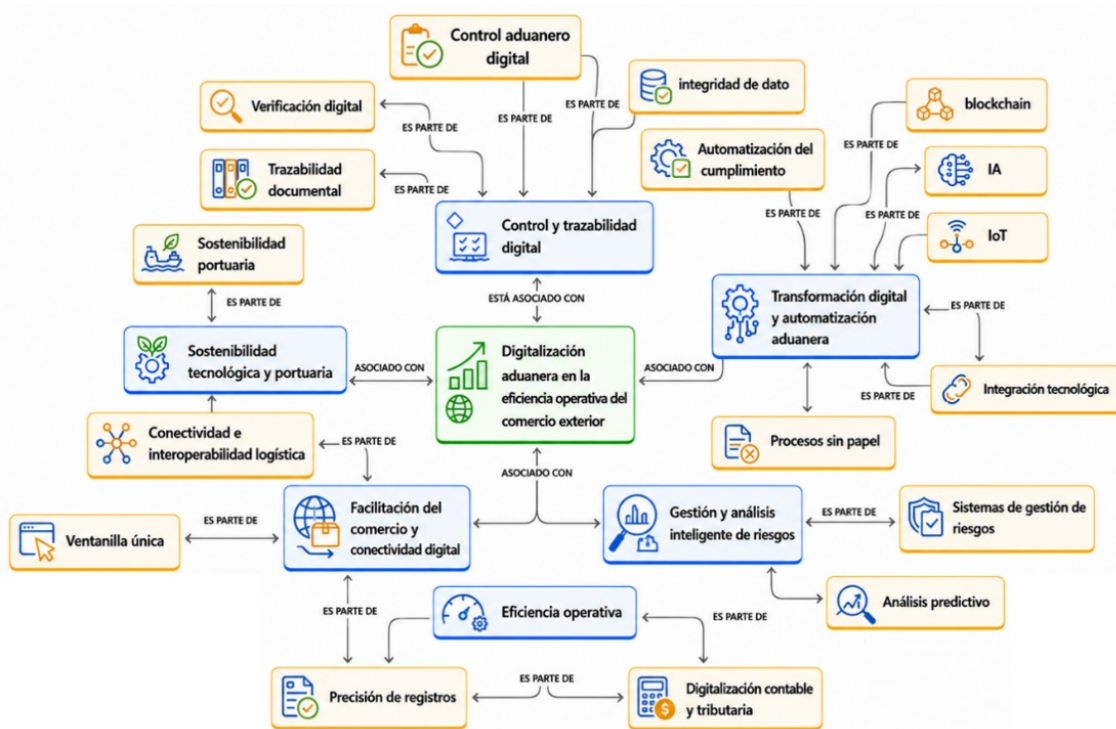 Control aduanero
digital
integridad de dato
ES PARTE DE
blockchain
Verificación digital
ES PARTE DE
ES PARTE DE
ES PARTE DE
Automatización del
cumplimiento
IA
Trazabilidad
documental
ES PARTE DE
ES PARTE DE
ES PARTE DE
IoT
Control y trazabilidad
digital
Sostenibilidad
portuaria
ES PARTE DE
ESTÁ ASOCIADO CON
Transformación digital
y automatización
aduanera
ES PARTE DE
Sostenibilidad
tecnológica y portuaria
ASOCIADO CON
Digitalización
aduanera en la
eficiencia operativa del
comercio exterior
ASOCIADO CON
ES PARTE DE
Integración tecnológica
Conectividad e
interoperabilidad logística
ES PARTE DE
Procesos sin papel
ASOCIADO CON
Facilitación del
comercio y
conectividad digital
Gestión y análisis
inteligente de riesgos
ES PARTE DE
Sistemas de gestión de
riesgos
ES PARTE DE
Ventanilla única
Análisis predictivo
ES PARTE DE
Eficiencia operativa
ES PARTE DE
Precisión de registros
ES PARTE DE
Digitalización contable
y tributaria